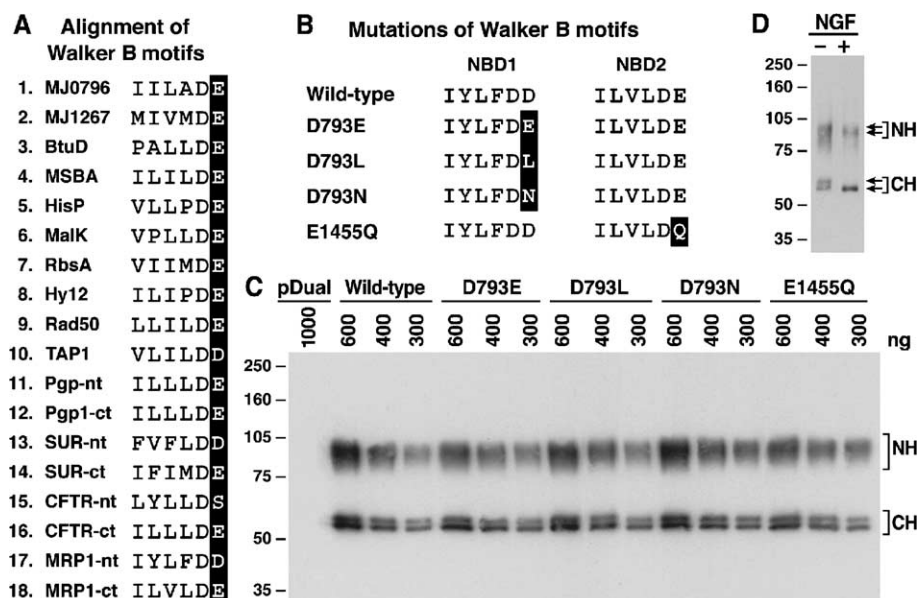 A Alignment of
Walker B motifs
1. MJ0796 IILADE
2. MJ1267 MIVMDE
3. BtuD PALLDE
4. MSBA ILILDE
5. HisP VLLPDE
6. MalK VPLLDE
7. RbsA VIIMDE
8. Hy12 ILIPDE
9. Rad50 LLILDE
10. TAP1 VLILDD
11. Pgp-nt ILLLDE
12. Pgp1-ct ILLLDE
13. SUR-nt FVFLDD
14. SUR-ct IFIMDE
15. CFTR-nt LYLLDS
16. CFTR-ct ILLLDE
17. MRP1-nt IYLFDD
18. MRP1-ct ILVLDE
B Mutations of Walker B motifs
NBD1 NBD2
Wild-type IYLFDD ILVLDE
D793E IYLFDE ILVLDE
D793L IYLFDL ILVLDE
D793N IYLFDN ILVLDE
E1455Q IYLFDD ILVLDQ
C pDual Wild-type D793E D793L D793N E1455Q
1000 600 400 300 600 400 300 600 400 300 600 400 300 600 400 300 ng
250
160
105
75
50
35
NH
CH
D NGF
– +
250
160
105
75
50
35
NH
CH